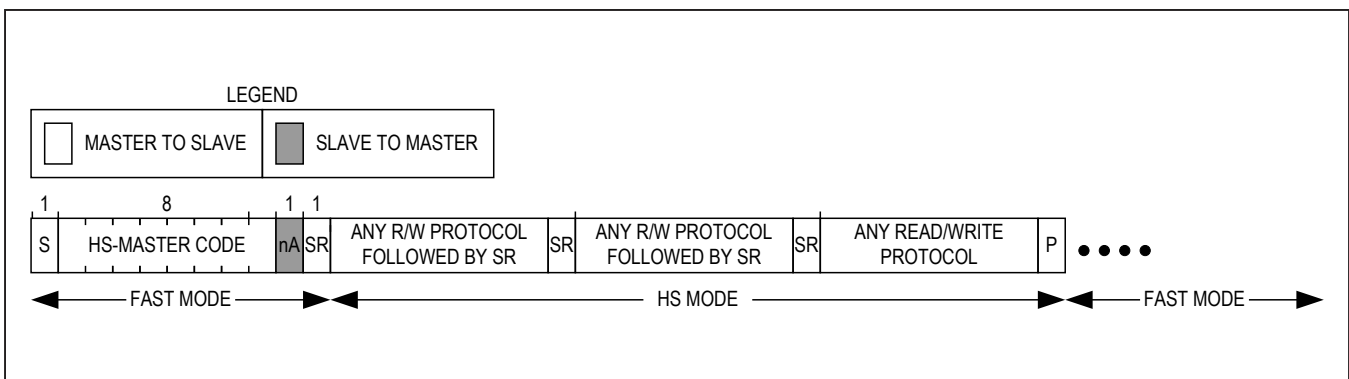 LEGEND
MASTER TO SLAVE SLAVE TO MASTER
1 8 1 1
S HS-MASTER CODE nA SR ANY R/W PROTOCOL FOLLOWED BY SR SR ANY R/W PROTOCOL FOLLOWED BY SR SR ANY READ/WRITE PROTOCOL P
FAST MODE HS MODE FAST MODE